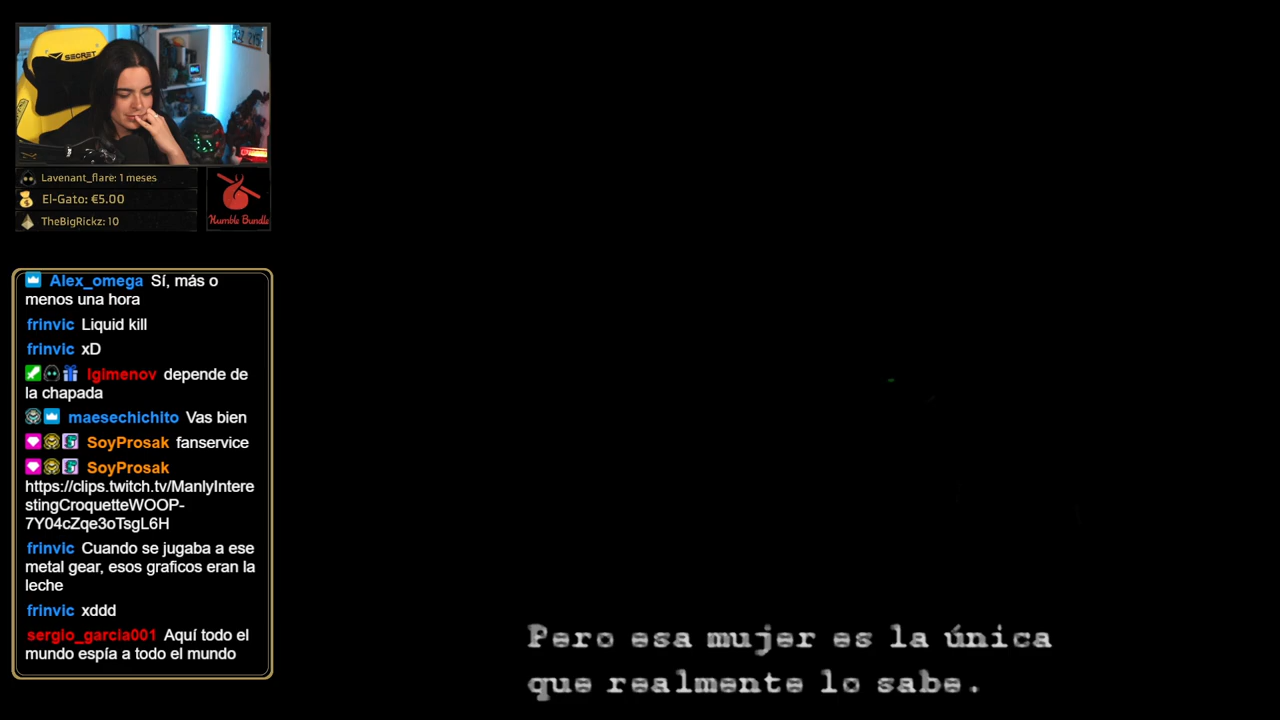 SECRET
Lavenant_flare: 1 meses
El-Gato: €5.00
TheBigRickz: 10
Humble Bundle
Alex_omega Sí, más o
menos una hora
frinvic Liquid kill
frinvic xD
Igimenov depende de
la chapada
maesechichito Vas bien
SoyProsak fanservice
SoyProsak
https://clips.twitch.tv/ManlyIntere
stingCroquetteWOOP-
7Y04cZqe3oTsgL6H
frinvic Cuando se jugaba a ese
metal gear, esos graficos eran la
leche
frinvic xddd
sergio_garcia001 Aquí todo el
mundo espía a todo el mundo
Pero esa mujer es la única
que realmente lo sabe.